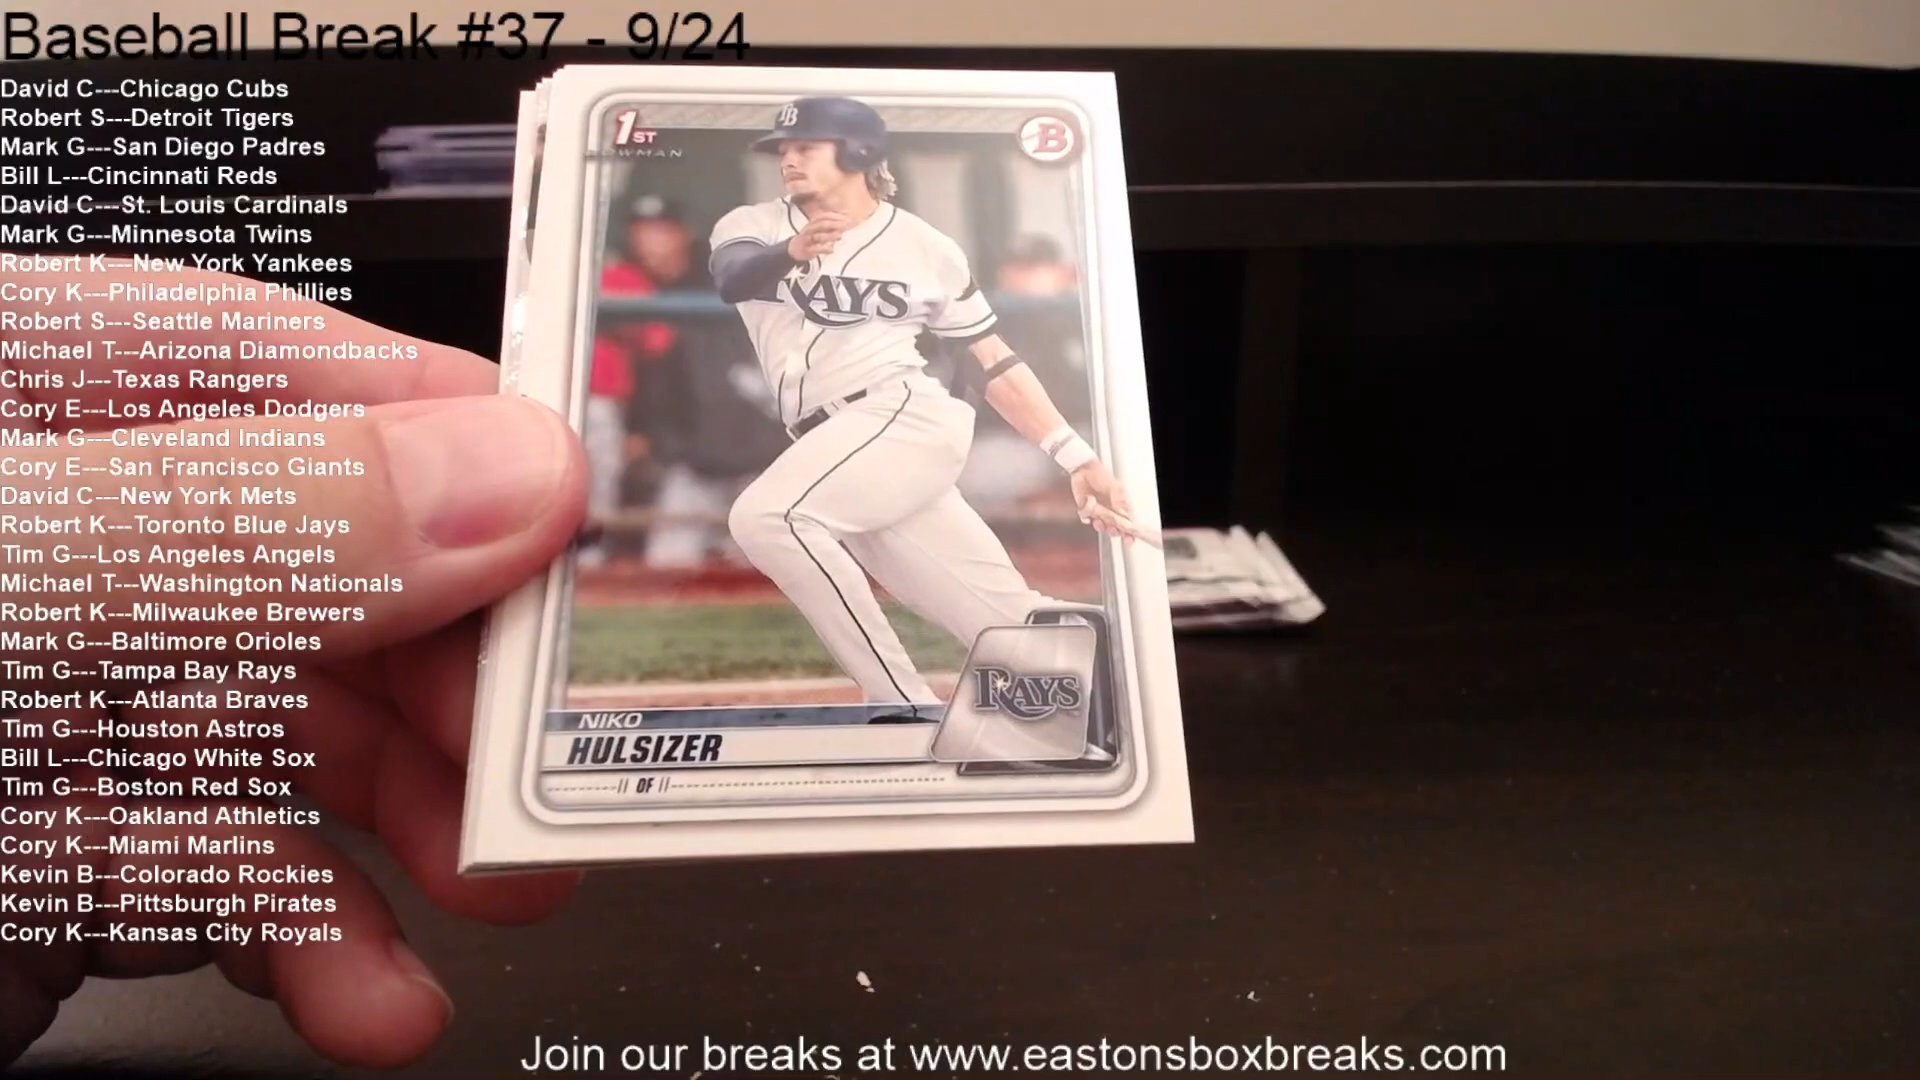 Baseball Break #37 - 9/24
David C---Chicago Cubs
Robert S---Detroit Tigers
Mark G---San Diego Padres
Bill L---Cincinnati Reds
David C---St. Louis Cardinals
Mark G---Minnesota Twins
Robert K---New York Yankees
Cory K---Philadelphia Phillies
Robert S---Seattle Mariners
Michael T---Arizona Diamondbacks
Chris J---Texas Rangers
Cory E---Los Angeles Dodgers
Mark G---Cleveland Indians
Cory E---San Francisco Giants
David C---New York Mets
Robert K---Toronto Blue Jays
Tim G---Los Angeles Angels
Michael T---Washington Nationals
Robert K---Milwaukee Brewers
Mark G---Baltimore Orioles
Tim G---Tampa Bay Rays
Robert K---Atlanta Braves
Tim G---Houston Astros
Bill L---Chicago White Sox
Tim G---Boston Red Sox
Cory K---Oakland Athletics
Cory K---Miami Marlins
Kevin B---Colorado Rockies
Kevin B---Pittsburgh Pirates
Cory K---Kansas City Royals
1ST
BOWMAN
B
TB
RAYS
RAYS
NIKO
HULSIZER
OF
Join our breaks at www.eastonsboxbreaks.com